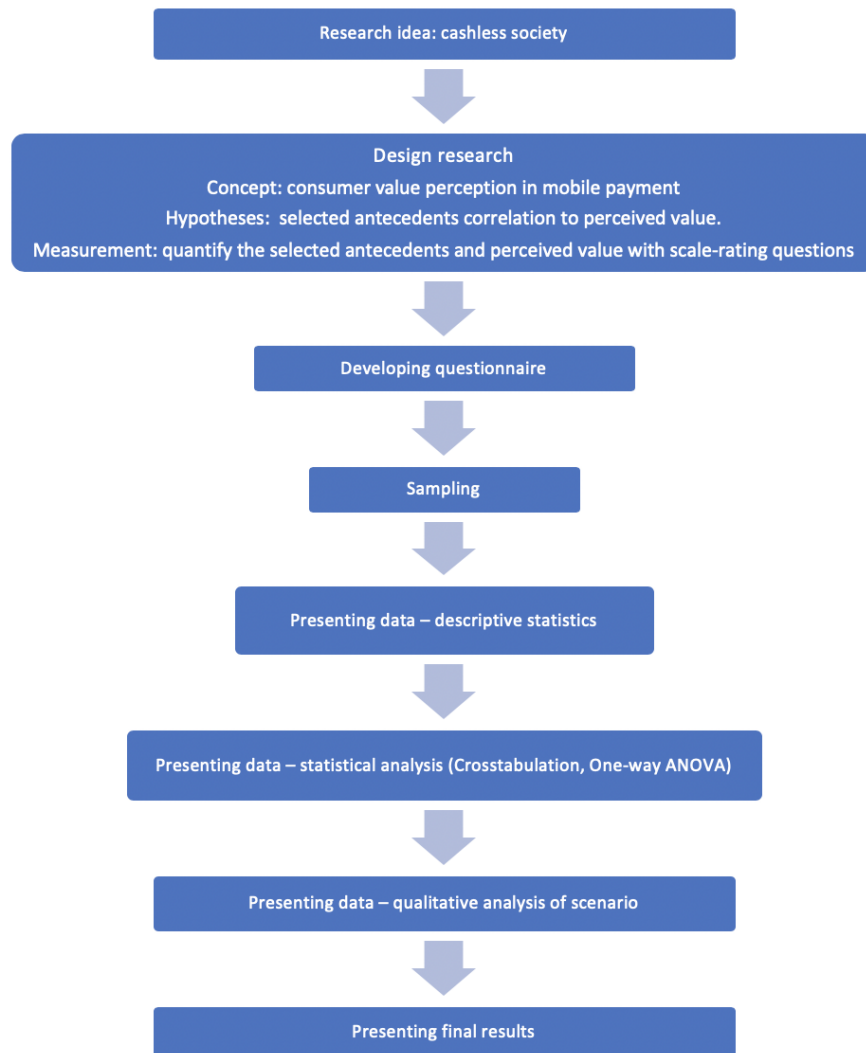 Research idea: cashless society
Design research
Concept: consumer value perception in mobile payment
Hypotheses:  selected antecedents correlation to perceived value.
Measurement: quantify the selected antecedents and perceived value with scale-rating questions
Developing questionnaire
Sampling
Presenting data – descriptive statistics
Presenting data – statistical analysis (Crosstabulation, One-way ANOVA)
Presenting data – qualitative analysis of scenario
Presenting final results